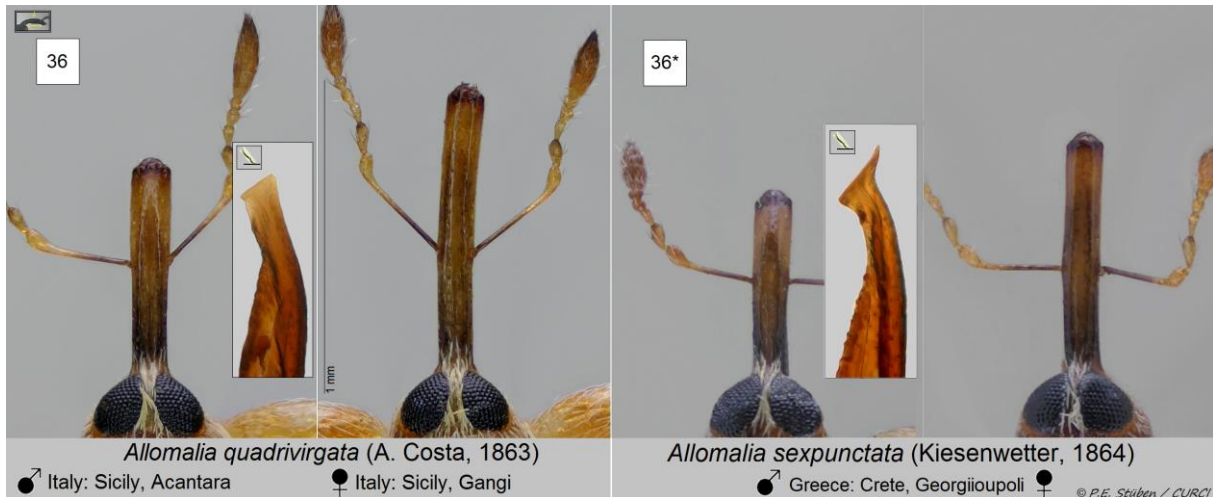 36
36*
1 mm
Allomalia quadrivirgata (A. Costa, 1863)
♂ Italy: Sicily, Acantara
♀ Italy: Sicily, Gangi
Allomalia sexpunctata (Kiesenwetter, 1864)
♂ Greece: Crete, Georgiioupoli ♀
© P.E. Stüben / CURCI